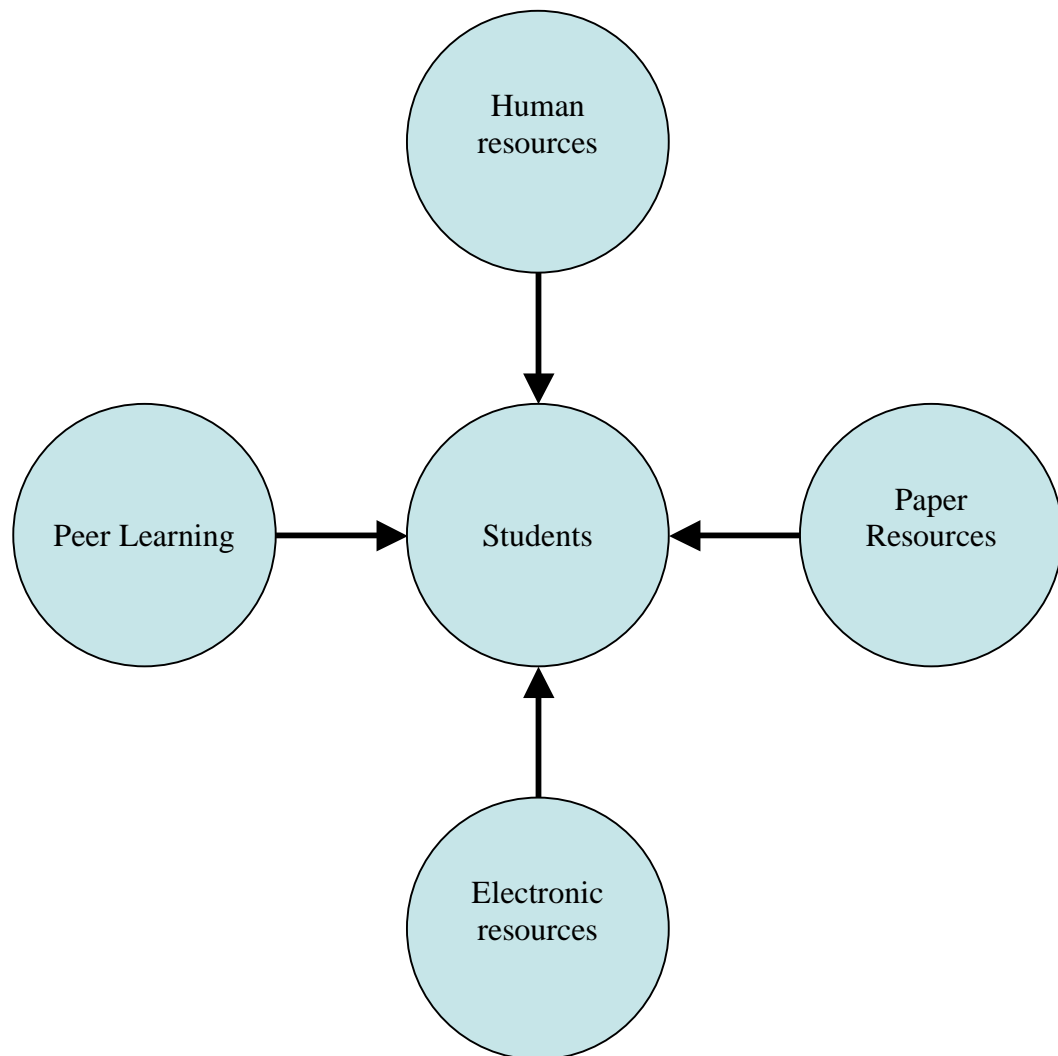 Human
resources
Peer Learning
Students
Paper
Resources
Electronic
resources